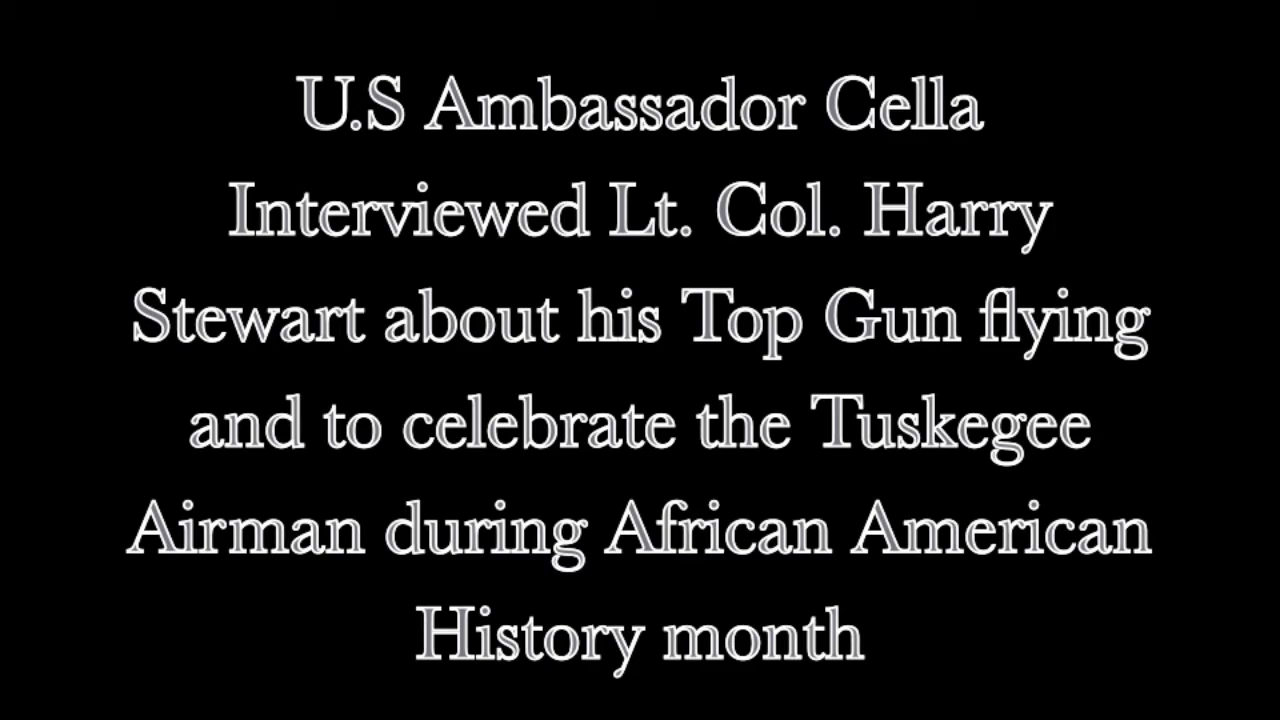 U.S Ambassador Cella
Interviewed Lt. Col. Harry
Stewart about his Top Gun flying
and to celebrate the Tuskegee
Airman during African American
History month